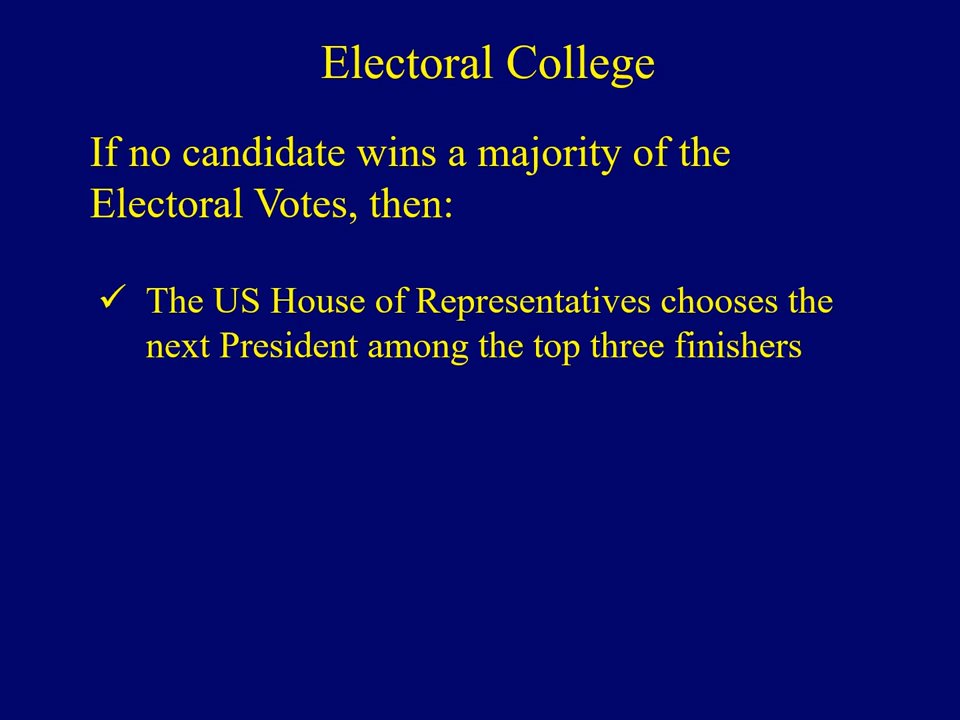 Electoral College
If no candidate wins a majority of the
Electoral Votes, then:
✓ The US House of Representatives chooses the
next President among the top three finishers